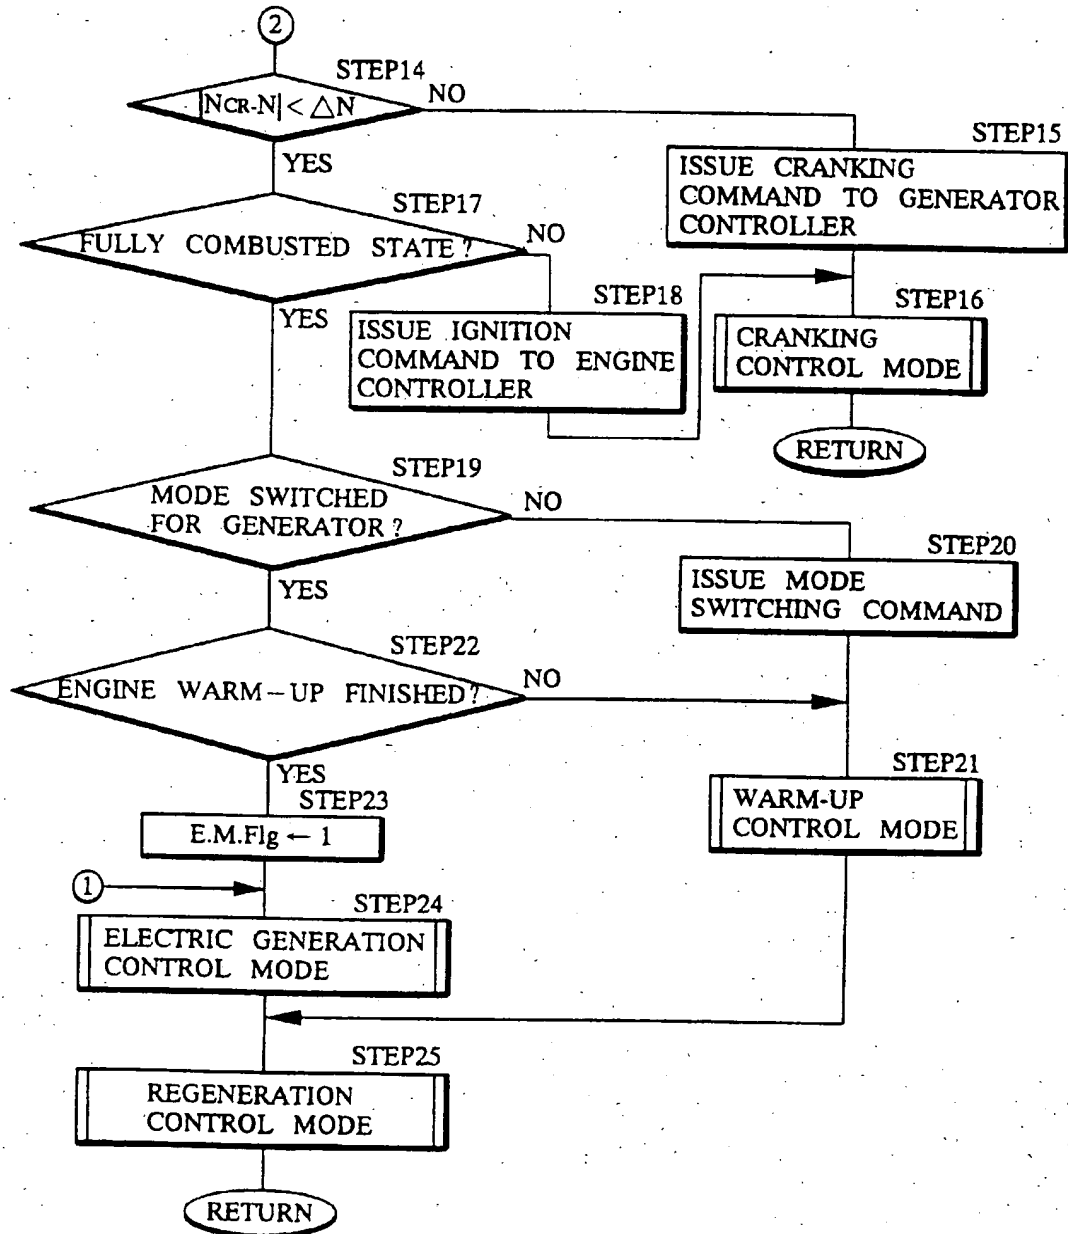 2
STEP14
|NCR-N| < △N
NO
YES
STEP15
ISSUE CRANKING
COMMAND TO GENERATOR
CONTROLLER
STEP17
FULLY COMBUSTED STATE?
NO
YES
STEP18
ISSUE IGNITION
COMMAND TO ENGINE
CONTROLLER
STEP16
CRANKING
CONTROL MODE
RETURN
STEP19
MODE SWITCHED
FOR GENERATOR?
NO
YES
STEP20
ISSUE MODE
SWITCHING COMMAND
STEP22
ENGINE WARM-UP FINISHED?
NO
YES
STEP21
WARM-UP
CONTROL MODE
STEP23
E.M.Flg ← 1
1
STEP24
ELECTRIC GENERATION
CONTROL MODE
STEP25
REGENERATION
CONTROL MODE
RETURN